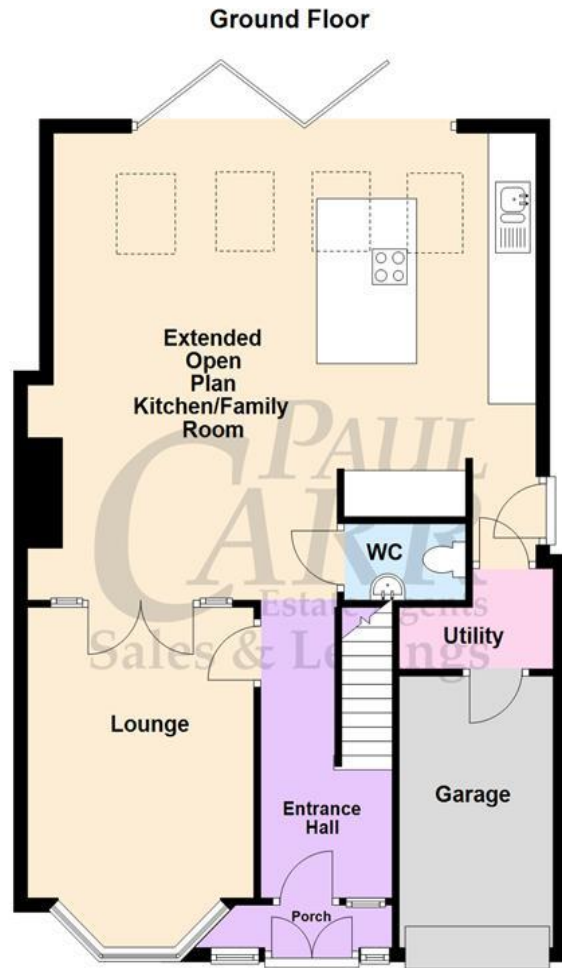 Ground Floor
Extended
Open
Plan
Kitchen/Family
Room
PAUL
CARR
Estate Agents
Sales & Lettings
WC
Utility
Lounge
Garage
Entrance
Hall
Porch